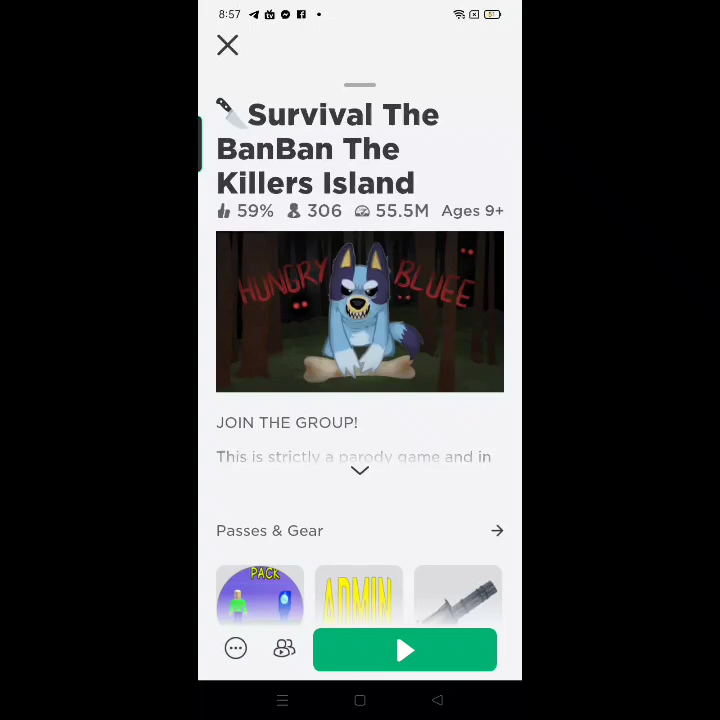 8:57
🔪Survival The
BanBan The
Killers Island
59% 306 55.5M Ages 9+
HUNGRY BLUEE
JOIN THE GROUP!
This is strictly a parody game and in
Passes & Gear
PACK
ADMIN